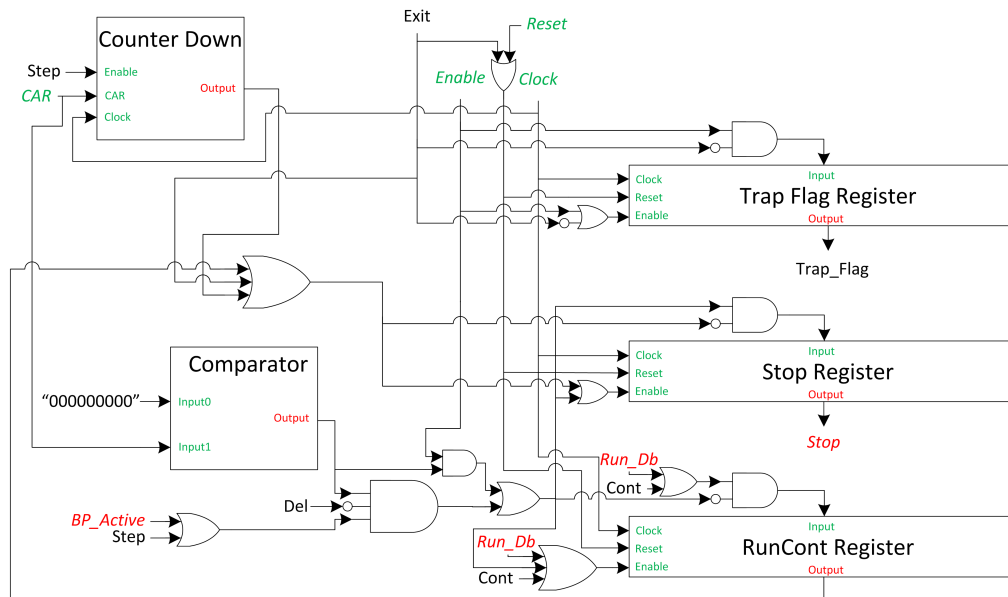 Exit
Reset
Counter Down
Enable
Clock
Step
Enable
Output
CAR
CAR
Clock
Input
Clock
Trap Flag Register
Reset
Enable
Output
Trap_Flag
Input
Clock
Stop Register
Reset
Enable
Output
Stop
Comparator
"000000000"
Input0
Output
Input1
Run_Db
Cont
Del
BP_Active
Step
Input
Clock
Run_Db
RunCont Register
Reset
Enable
Output
Cont